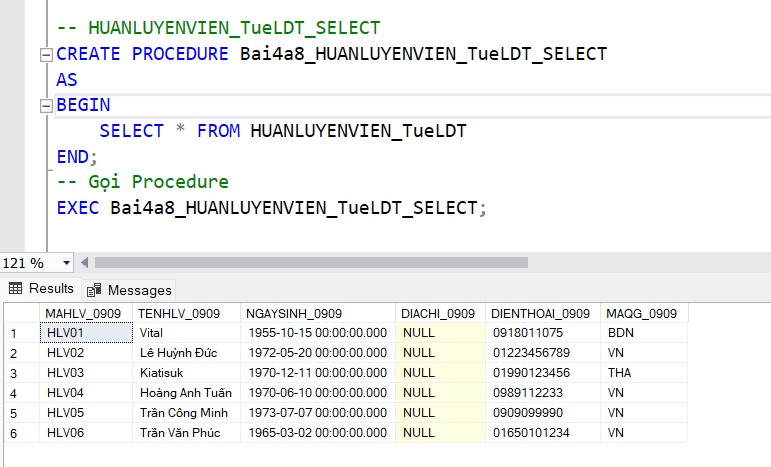 -- HUANLUYENVIEN_TueLDT_SELECT
CREATE PROCEDURE Bai4a8_HUANLUYENVIEN_TueLDT_SELECT
AS
BEGIN
SELECT * FROM HUANLUYENVIEN_TueLDT
END;
-- Gọi Procedure
EXEC Bai4a8_HUANLUYENVIEN_TueLDT_SELECT;
121 %
Results Messages
MAHLV_0909 TENHLV_0909 NGAYSINH_0909 DIACHI_0909 DIENTHOAI_0909 MAQG_0909
1 HLV01 Vital 1955-10-15 00:00:00.000 NULL 0918011075 BDN
2 HLV02 Lê Huỳnh Đức 1972-05-20 00:00:00.000 NULL 01223456789 VN
3 HLV03 Kiatisuk 1970-12-11 00:00:00.000 NULL 01990123456 THA
4 HLV04 Hoàng Anh Tuấn 1970-06-10 00:00:00.000 NULL 0989112233 VN
5 HLV05 Trần Công Minh 1973-07-07 00:00:00.000 NULL 0909099990 VN
6 HLV06 Trần Văn Phúc 1965-03-02 00:00:00.000 NULL 01650101234 VN